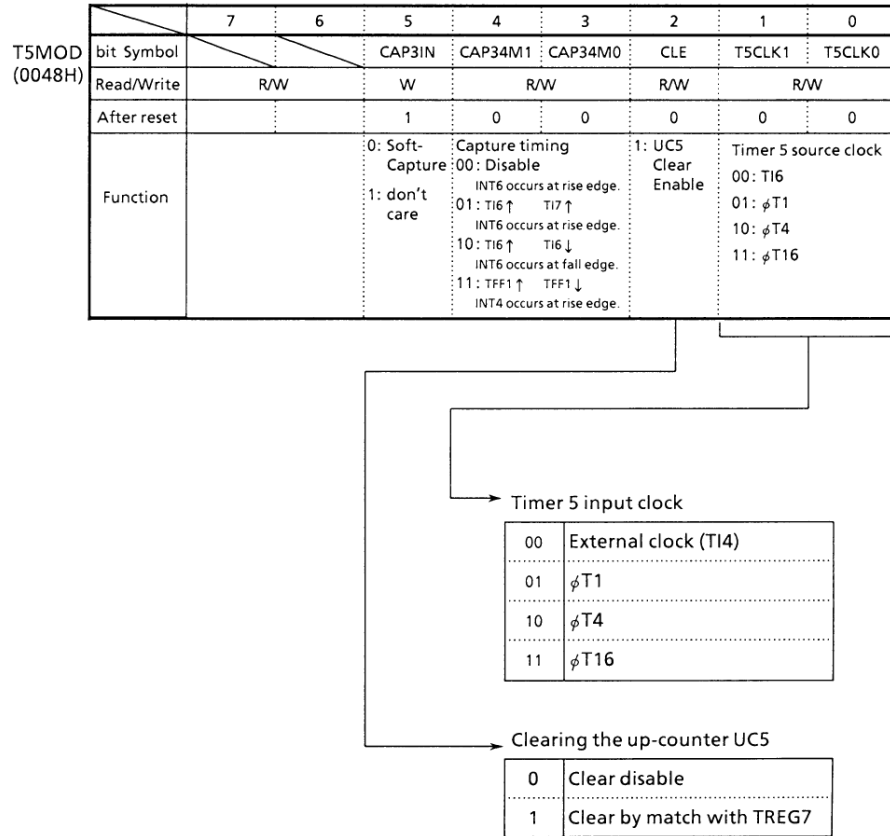 7 6 5 4 3 2 1 0
T5MOD (0048H) bit Symbol CAP3IN CAP34M1 CAP34M0 CLE T5CLK1 T5CLK0
Read/Write R/W W R/W R/W R/W
After reset 1 0 0 0 0 0
Function
0: Soft-
Capture
1: don't
care
Capture timing
00: Disable
INT6 occurs at rise edge.
01: TI6↑ TI7↑
INT6 occurs at rise edge.
10: TI6↑ TI6↓
INT6 occurs at fall edge.
11: TFF1↑ TFF1↓
INT4 occurs at rise edge.
1: UC5
Clear
Enable
Timer 5 source clock
00: TI6
01: ϕT1
10: ϕT4
11: ϕT16
Timer 5 input clock
00 External clock (TI4)
01 ϕT1
10 ϕT4
11 ϕT16
Clearing the up-counter UC5
0 Clear disable
1 Clear by match with TREG7